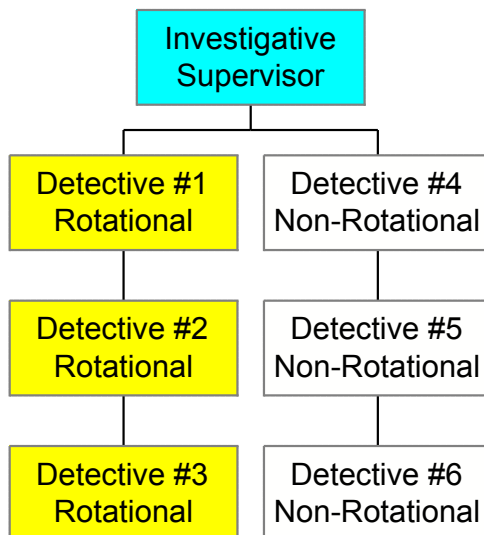 Investigative
Supervisor
Detective #1
Rotational
Detective #4
Non-Rotational
Detective #2
Rotational
Detective #5
Non-Rotational
Detective #3
Rotational
Detective #6
Non-Rotational